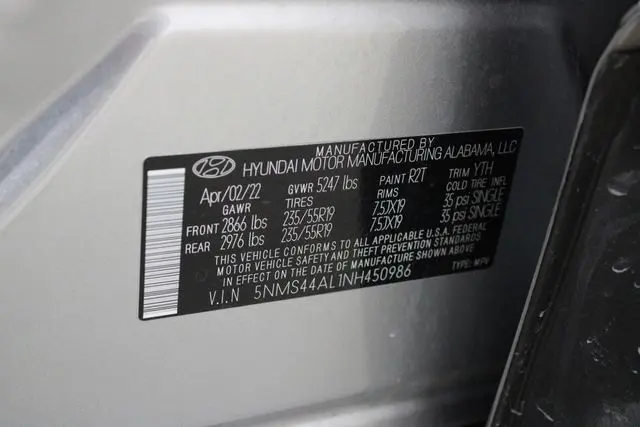 MANUFACTURED BY
HYUNDAI MOTOR MANUFACTURING ALABAMA, LLC
Apr/02/22 GVWR 5247 lbs PAINT R2T TRIM YTH
GAWR TIRES RIMS COLD TIRE INFL
FRONT 2866 lbs 235/55R19 7.5JX19 35 psi SINGLE
REAR 2976 lbs 235/55R19 7.5JX19 35 psi SINGLE
THIS VEHICLE CONFORMS TO ALL APPLICABLE U.S.A FEDERAL
MOTOR VEHICLE SAFETY AND THEFT PREVENTION STANDARDS
IN EFFECT ON THE DATE OF MANUFACTURE SHOWN ABOVE
V.I.N 5NMS44AL1NH450986 TYPE: MPV